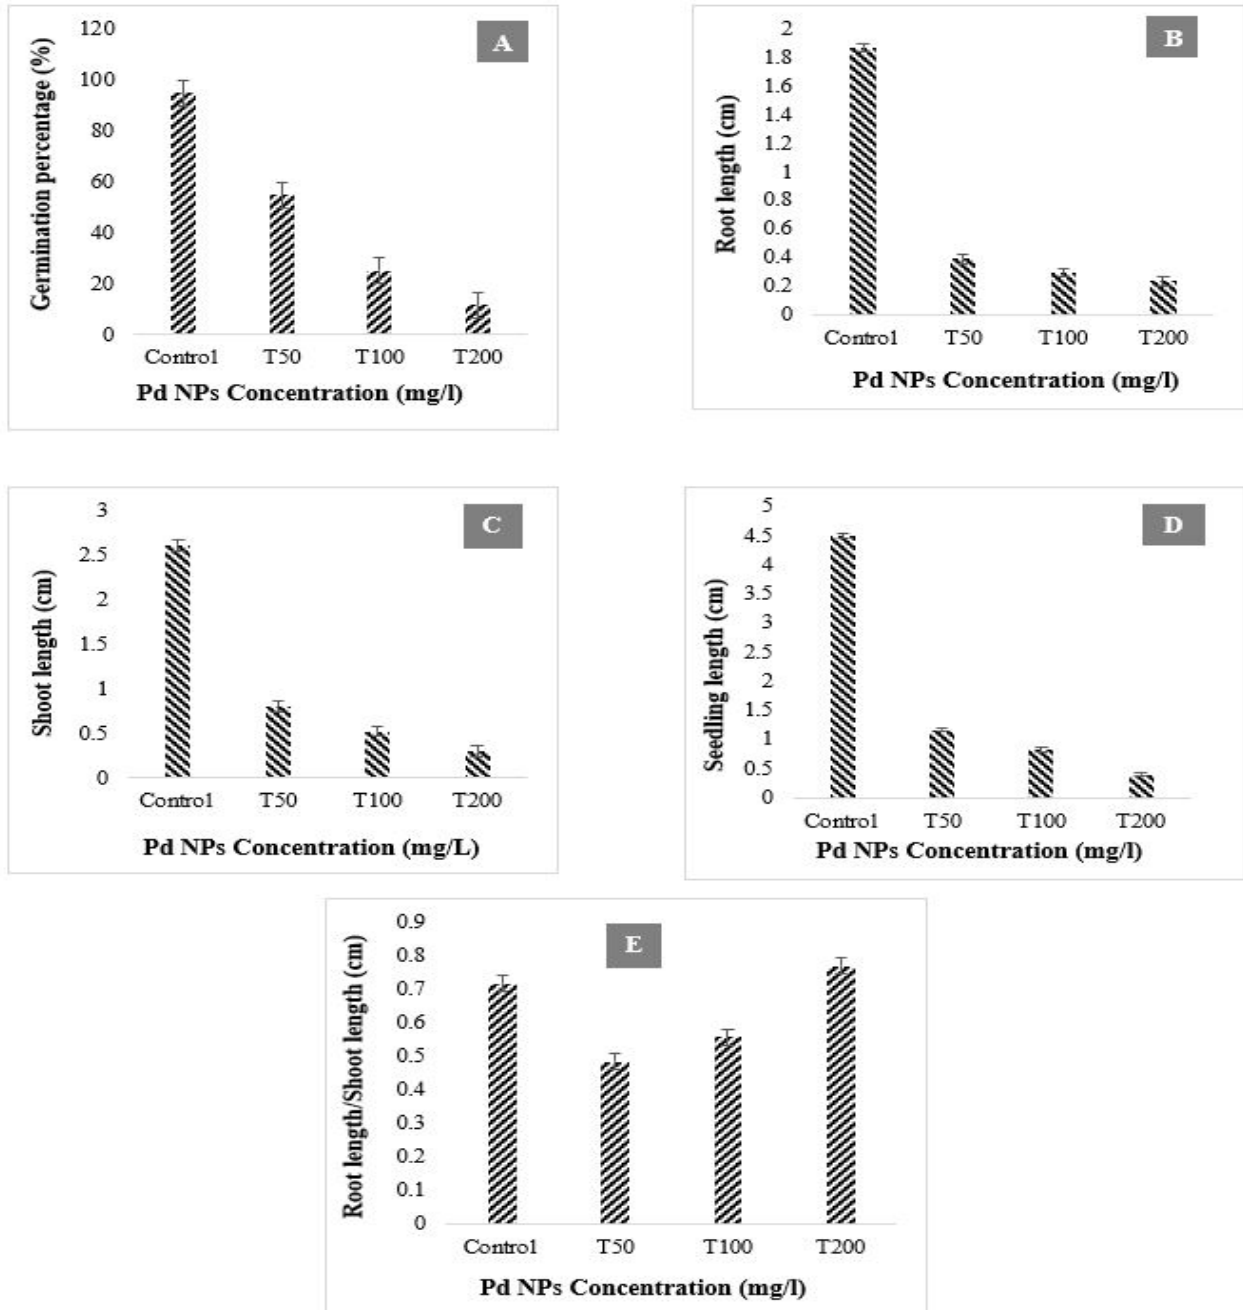 A
Germination percentage (%)
120
100
80
60
40
20
0
Control T50 T100 T200
Pd NPs Concentration (mg/l)
B
Root length (cm)
2
1.8
1.6
1.4
1.2
1
0.8
0.6
0.4
0.2
0
Control T50 T100 T200
Pd NPs Concentration (mg/l)
C
Shoot length (cm)
3
2.5
2
1.5
1
0.5
0
Control T50 T100 T200
Pd NPs Concentration (mg/L)
D
Seedling length (cm)
5
4.5
4
3.5
3
2.5
2
1.5
1
0.5
0
Control T50 T100 T200
Pd NPs Concentration (mg/l)
E
Root length/Shoot length (cm)
0.9
0.8
0.7
0.6
0.5
0.4
0.3
0.2
0.1
0
Control T50 T100 T200
Pd NPs Concentration (mg/l)